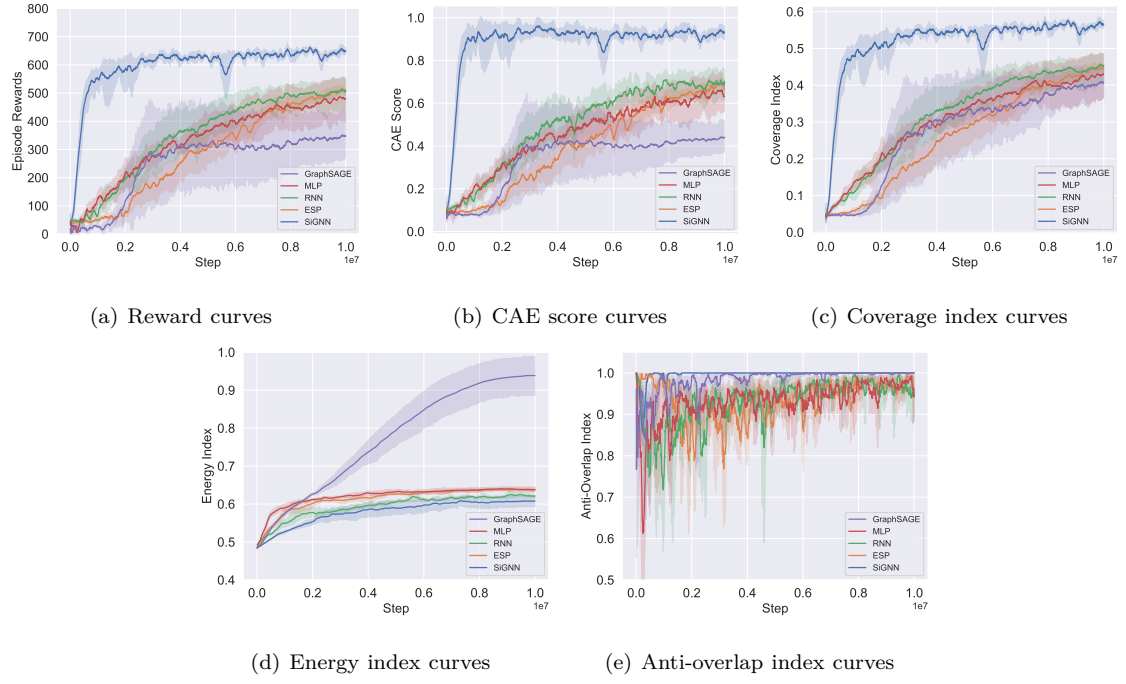 800
700
600
500
400
300
200
100
0
Episode Rewards
0.0 0.2 0.4 0.6 0.8 1.0
1e7
Step
GraphSAGE
MLP
RNN
ESP
SiGNN
(a) Reward curves
1.0
0.8
0.6
0.4
0.2
0.0
CAE Score
0.0 0.2 0.4 0.6 0.8 1.0
1e7
Step
GraphSAGE
MLP
RNN
ESP
SiGNN
(b) CAE score curves
0.6
0.5
0.4
0.3
0.2
0.1
0.0
Coverage Index
0.0 0.2 0.4 0.6 0.8 1.0
1e7
Step
GraphSAGE
MLP
RNN
ESP
SiGNN
(c) Coverage index curves
1.0
0.9
0.8
0.7
0.6
0.5
0.4
Energy Index
0.0 0.2 0.4 0.6 0.8 1.0
1e7
Step
GraphSAGE
MLP
RNN
ESP
SiGNN
(d) Energy index curves
1.0
0.9
0.8
0.7
0.6
0.5
Anti-Overlap Index
0.0 0.2 0.4 0.6 0.8 1.0
1e7
Step
GraphSAGE
MLP
RNN
ESP
SiGNN
(e) Anti-overlap index curves